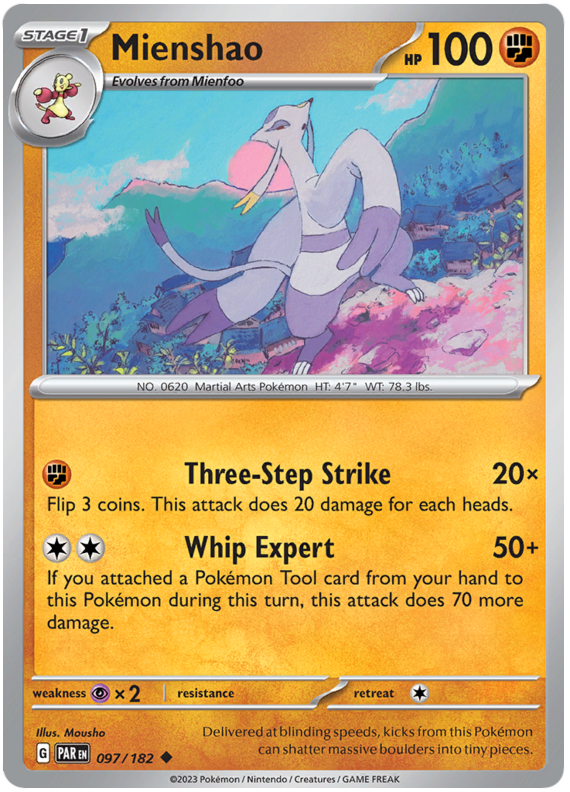 STAGE1
Mienshao
HP 100
Evolves from Mienfoo
NO. 0620 Martial Arts Pokémon HT: 4'7" WT: 78.3 lbs.
Three-Step Strike 20×
Flip 3 coins. This attack does 20 damage for each heads.
Whip Expert 50+
If you attached a Pokémon Tool card from your hand to
this Pokémon during this turn, this attack does 70 more
damage.
weakness ×2 resistance retreat
Illus. Mousho
Delivered at blinding speeds, kicks from this Pokémon
can shatter massive boulders into tiny pieces.
G PAR EN 097/182
©2023 Pokémon / Nintendo / Creatures / GAME FREAK